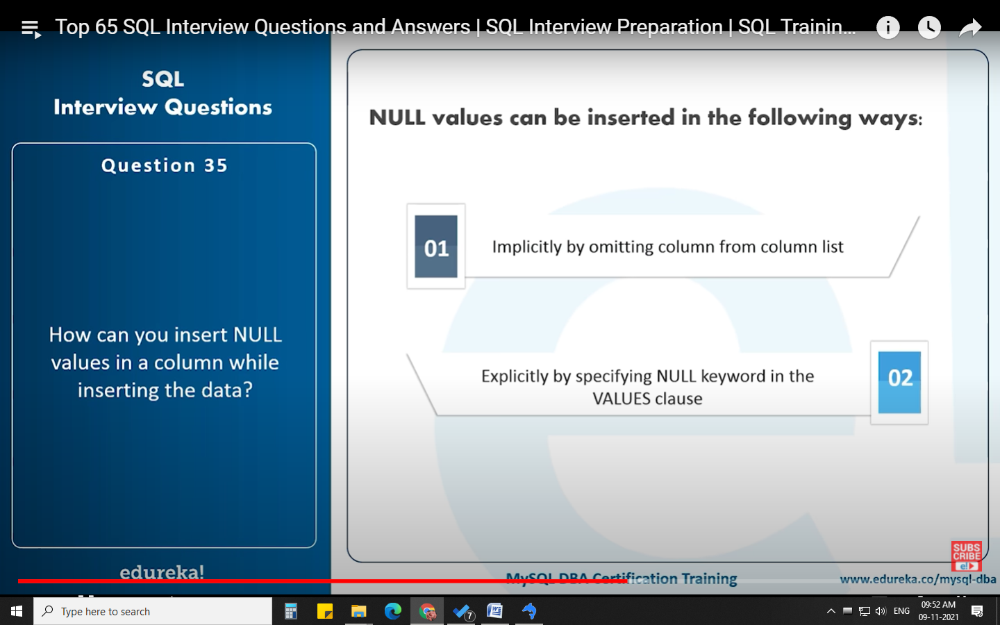 Top 65 SQL Interview Questions and Answers | SQL Interview Preparation | SQL Trainin...
SQL
Interview Questions
Question 35
How can you insert NULL
values in a column while
inserting the data?
edureka!
NULL values can be inserted in the following ways:
01
Implicitly by omitting column from column list
Explicitly by specifying NULL keyword in the
VALUES clause
02
SUBS
CRIBE
e!
MySQL DBA Certification Training
www.edureka.co/mysql-dba
Type here to search
7
ENG
09:52 AM
09-11-2021